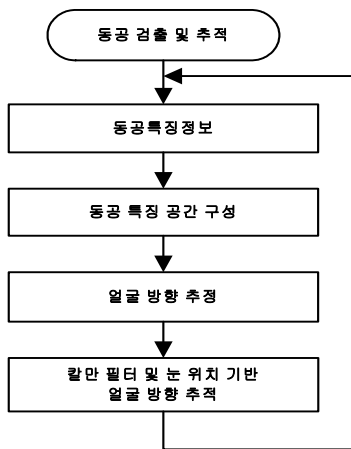 동공 검출 및 추적
동공특징정보
동공 특징 공간 구성
얼굴 방향 추정
칼만 필터 및 눈 위치 기반
얼굴 방향 추적